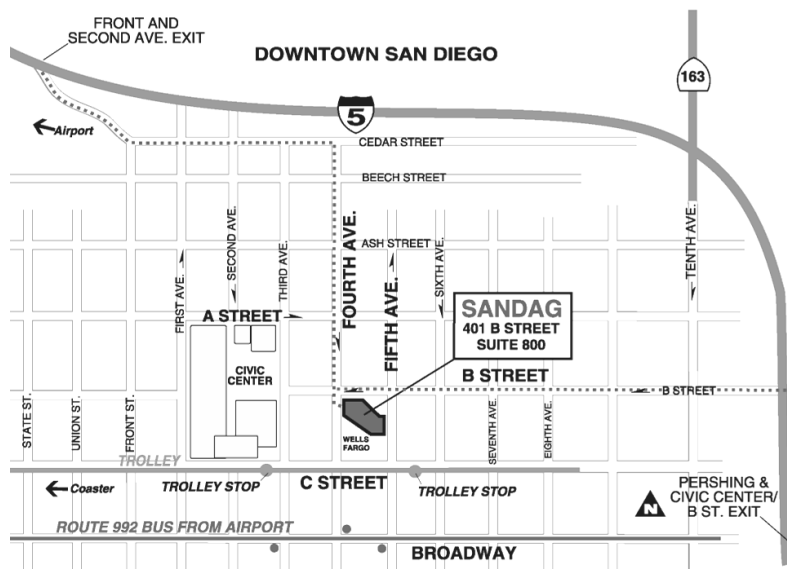 FRONT AND
SECOND AVE. EXIT
DOWNTOWN SAN DIEGO
163
5
Airport
CEDAR STREET
BEECH STREET
ASH STREET
FIRST AVE.
SECOND AVE.
THIRD AVE.
FOURTH AVE.
FIFTH AVE.
SIXTH AVE.
TENTH AVE.
A STREET
SANDAG
401 B STREET
SUITE 800
CIVIC
CENTER
B STREET
B STREET
STATE ST.
UNION ST.
FRONT ST.
WELLS
FARGO
SEVENTH AVE.
EIGHTH AVE.
TROLLEY
Coaster
TROLLEY STOP
C STREET
TROLLEY STOP
PERSHING &
CIVIC CENTER/
B ST. EXIT
N
ROUTE 992 BUS FROM AIRPORT
BROADWAY